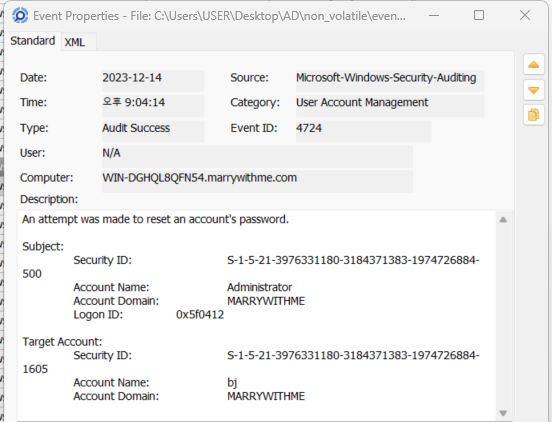 Event Properties - File: C:\Users\USER\Desktop\AD\non_volatile\even...
Standard XML
Date: 2023-12-14 Source: Microsoft-Windows-Security-Auditing
Time: 오후 9:04:14 Category: User Account Management
Type: Audit Success Event ID: 4724
User: N/A
Computer: WIN-DGHQL8QFN54.marrywithme.com
Description:
An attempt was made to reset an account's password.
Subject:
Security ID: S-1-5-21-3976331180-3184371383-1974726884-
500
Account Name: Administrator
Account Domain: MARRYWITHME
Logon ID: 0x5f0412
Target Account:
Security ID: S-1-5-21-3976331180-3184371383-1974726884-
1605
Account Name: bj
Account Domain: MARRYWITHME